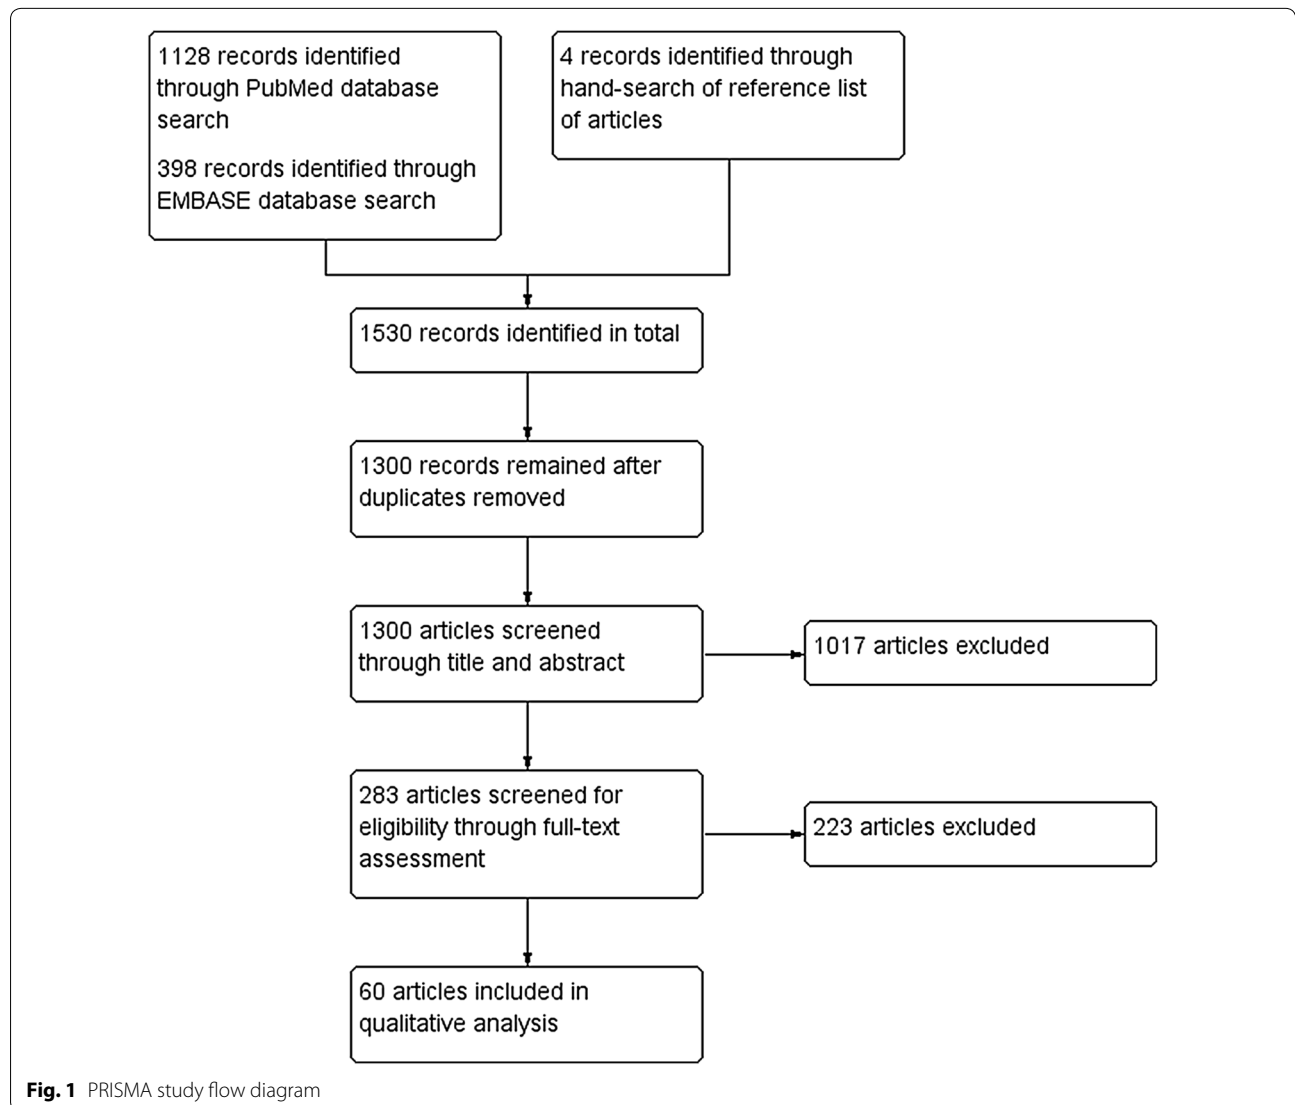 1128 records identified
through PubMed database
search
398 records identified through
EMBASE database search
4 records identified through
hand-search of reference list
of articles
1530 records identified in total
1300 records remained after
duplicates removed
1300 articles screened
through title and abstract
1017 articles excluded
283 articles screened for
eligibility through full-text
assessment
223 articles excluded
60 articles included in
qualitative analysis
Fig. 1 PRISMA study flow diagram